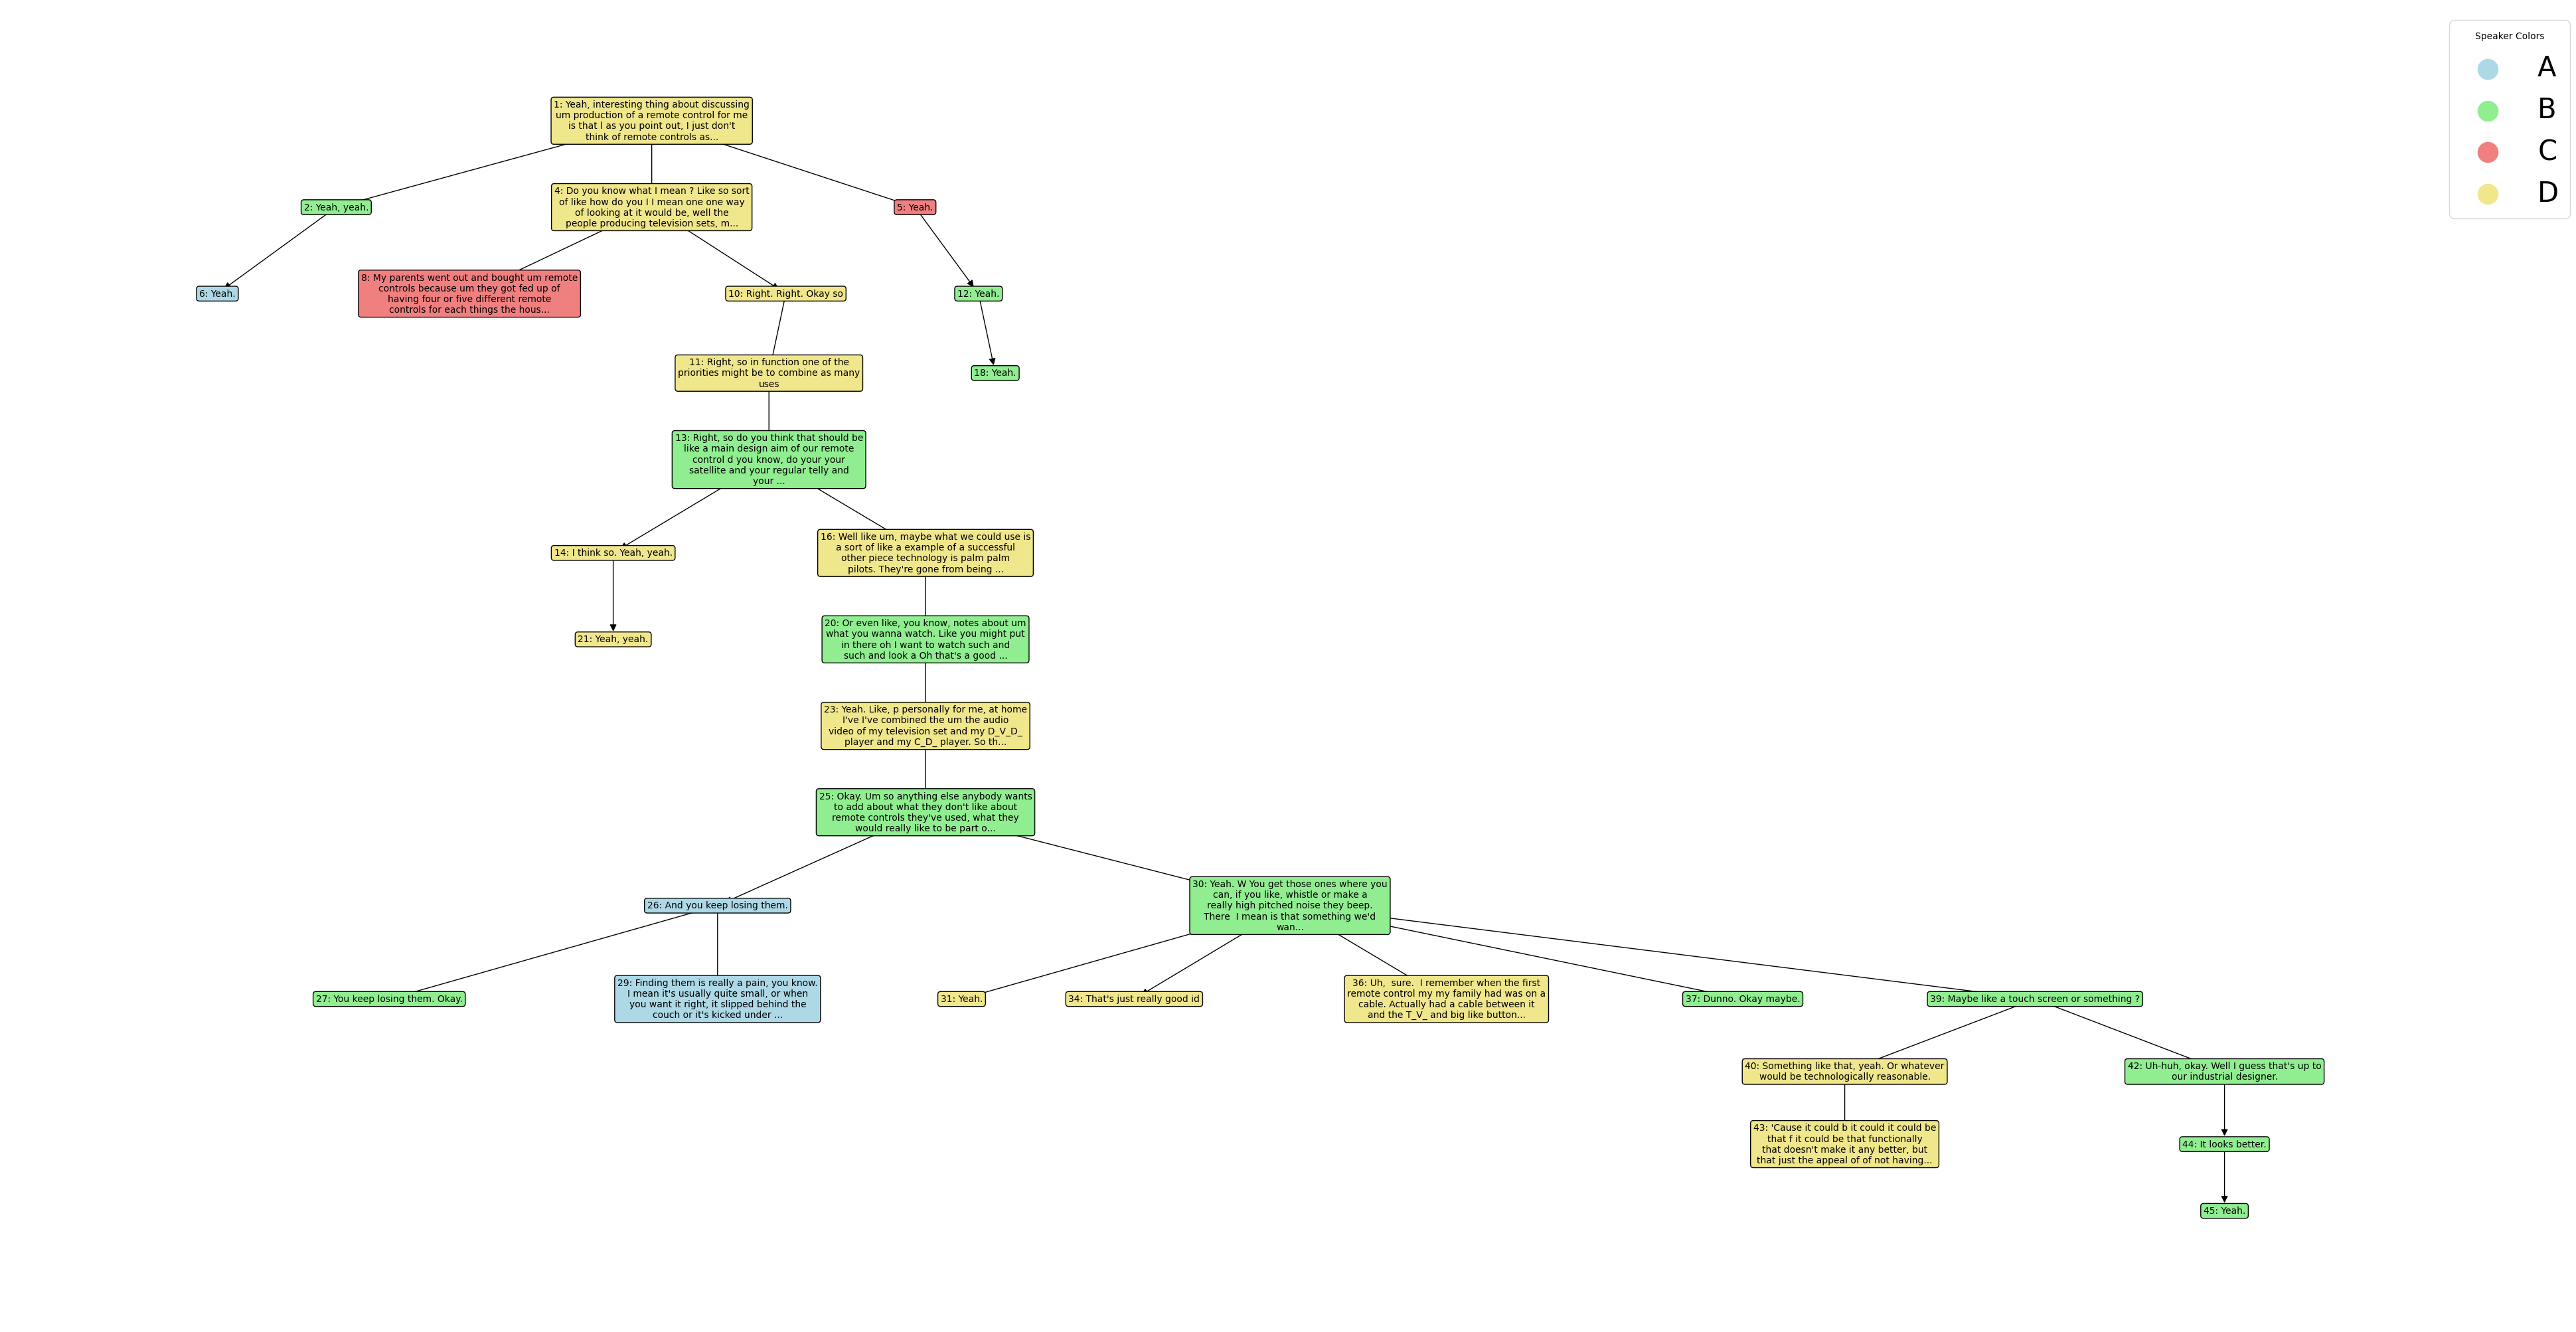 Speaker Colors
A
B
C
D
1: Yeah, interesting thing about discussing
um production of a remote control for me
is that l as you point out, I just don't
think of remote controls as...
2: Yeah, yeah.
4: Do you know what I mean ? Like so sort
of like how do you I I mean one one way
of looking at it would be, well the
people producing television sets, m...
5: Yeah.
6: Yeah.
8: My parents went out and bought um remote
controls because um they got fed up of
having four or five different remote
controls for each things the hous...
10: Right. Right. Okay so
12: Yeah.
11: Right, so in function one of the
priorities might be to combine as many
uses
18: Yeah.
13: Right, so do you think that should be
like a main design aim of our remote
control d you know, do your your
satellite and your regular telly and
your ...
14: I think so. Yeah, yeah.
16: Well like um, maybe what we could use is
a sort of like a example of a successful
other piece technology is palm palm
pilots. They're gone from being ...
21: Yeah, yeah.
20: Or even like, you know, notes about um
what you wanna watch. Like you might put
in there oh I want to watch such and
such and look a Oh that's a good ...
23: Yeah. Like, p personally for me, at home
I've I've combined the um the audio
video of my television set and my D_V_D_
player and my C_D_ player. So th...
25: Okay. Um so anything else anybody wants
to add about what they don't like about
remote controls they've used, what they
would really like to be part o...
26: And you keep losing them.
30: Yeah. W You get those ones where you
can, if you like, whistle or make a
really high pitched noise they beep.
There  I mean is that something we'd
wan...
27: You keep losing them. Okay.
29: Finding them is really a pain, you know.
I mean it's usually quite small, or when
you want it right, it slipped behind the
couch or it's kicked under ...
31: Yeah.
34: That's just really good id
36: Uh,  sure.  I remember when the first
remote control my my family had was on a
cable. Actually had a cable between it
and the T_V_ and big like button...
37: Dunno. Okay maybe.
39: Maybe like a touch screen or something ?
40: Something like that, yeah. Or whatever
would be technologically reasonable.
42: Uh-huh, okay. Well I guess that's up to
our industrial designer.
43: 'Cause it could b it could it could be
that f it could be that functionally
that doesn't make it any better, but
that just the appeal of of not having...
44: It looks better.
45: Yeah.